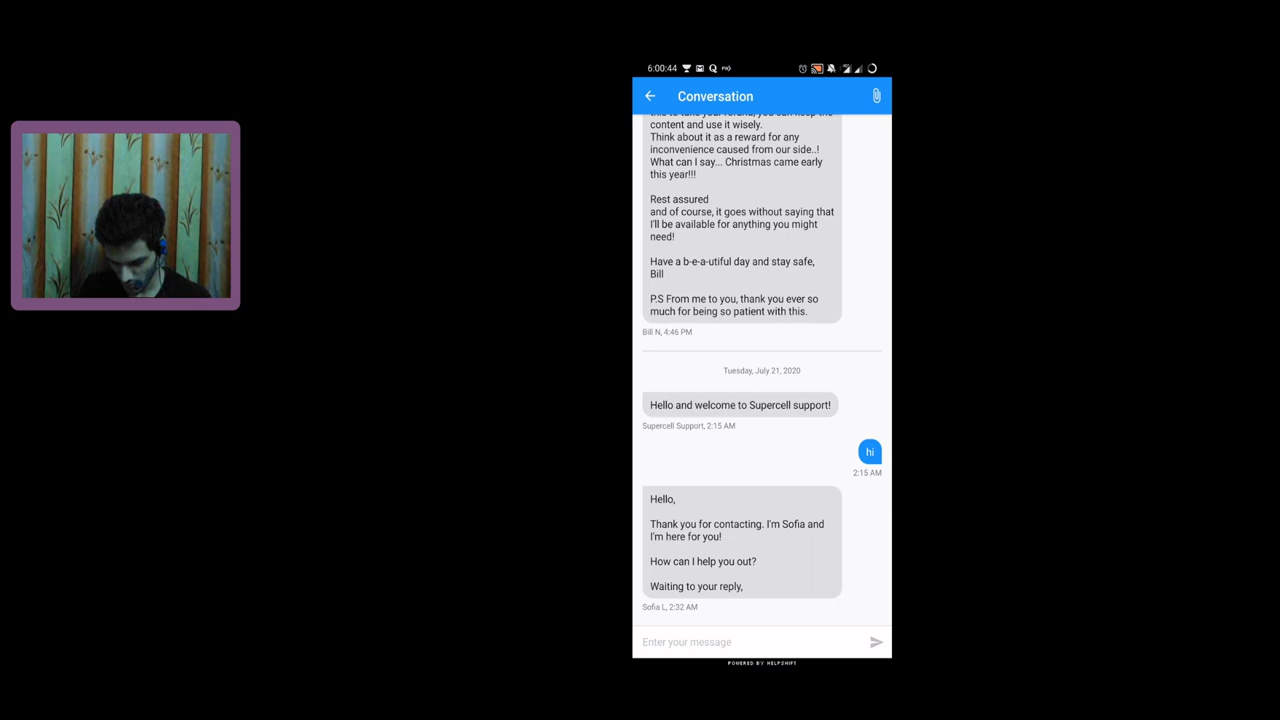 6:00:44
Conversation
content and use it wisely.
Think about it as a reward for any
inconvenience caused from our side..!
What can I say... Christmas came early
this year!!!
Rest assured
and of course, it goes without saying that
I'll be available for anything you might
need!
Have a b-e-a-utiful day and stay safe,
Bill
P.S From me to you, thank you ever so
much for being so patient with this.
Bill N, 4:46 PM
Tuesday, July 21, 2020
Hello and welcome to Supercell support!
Supercell Support, 2:15 AM
hi
2:15 AM
Hello,
Thank you for contacting. I'm Sofia and
I'm here for you!
How can I help you out?
Waiting to your reply,
Sofia L, 2:32 AM
Enter your message
POWERED BY HELPSHIFT